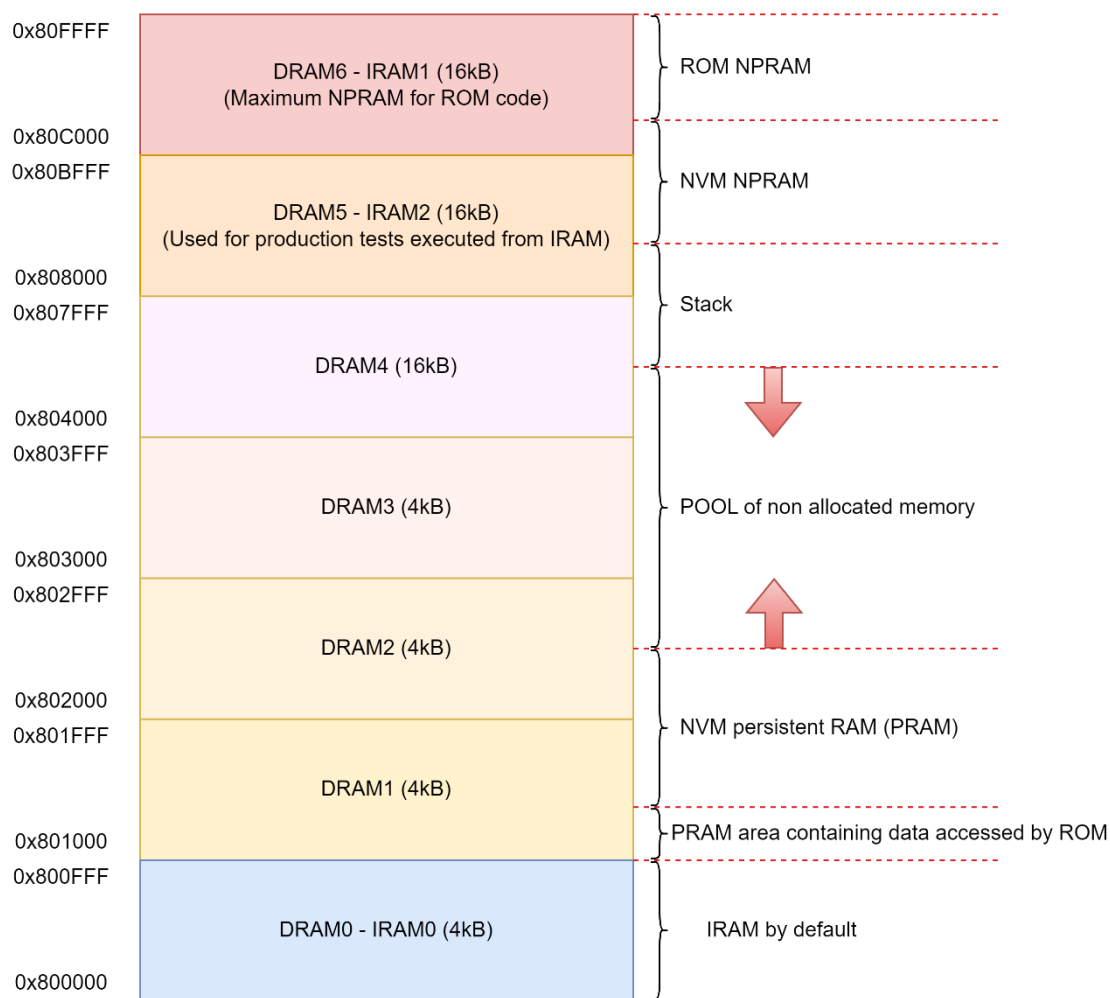 0x80FFFF
DRAM6 - IRAM1 (16kB)
(Maximum NPRAM for ROM code)
ROM NPRAM
0x80C000
0x80BFFF
NVM NPRAM
DRAM5 - IRAM2 (16kB)
(Used for production tests executed from IRAM)
0x808000
0x807FFF
Stack
DRAM4 (16kB)
0x804000
0x803FFF
DRAM3 (4kB)
POOL of non allocated memory
0x803000
0x802FFF
DRAM2 (4kB)
0x802000
0x801FFF
NVM persistent RAM (PRAM)
DRAM1 (4kB)
0x801000
PRAM area containing data accessed by ROM
0x800FFF
DRAM0 - IRAM0 (4kB)
IRAM by default
0x800000